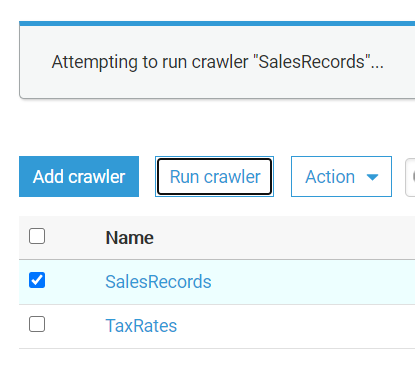 Attempting to run crawler "SalesRecords"...
Add crawler Run crawler Action
Name
SalesRecords
TaxRates